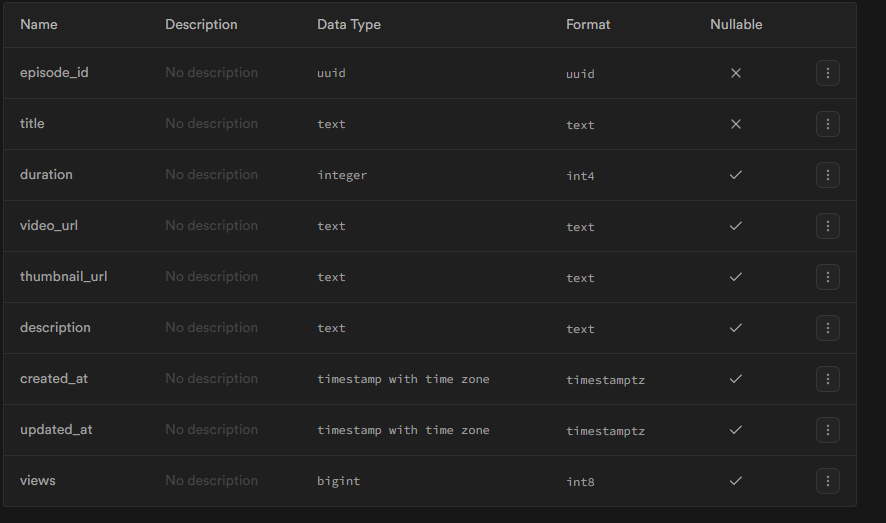 Name Description Data Type Format Nullable
episode_id No description uuid uuid
title No description text text
duration No description integer int4
video_url No description text text
thumbnail_url No description text text
description No description text text
created_at No description timestamp with time zone timestamptz
updated_at No description timestamp with time zone timestamptz
views No description bigint int8